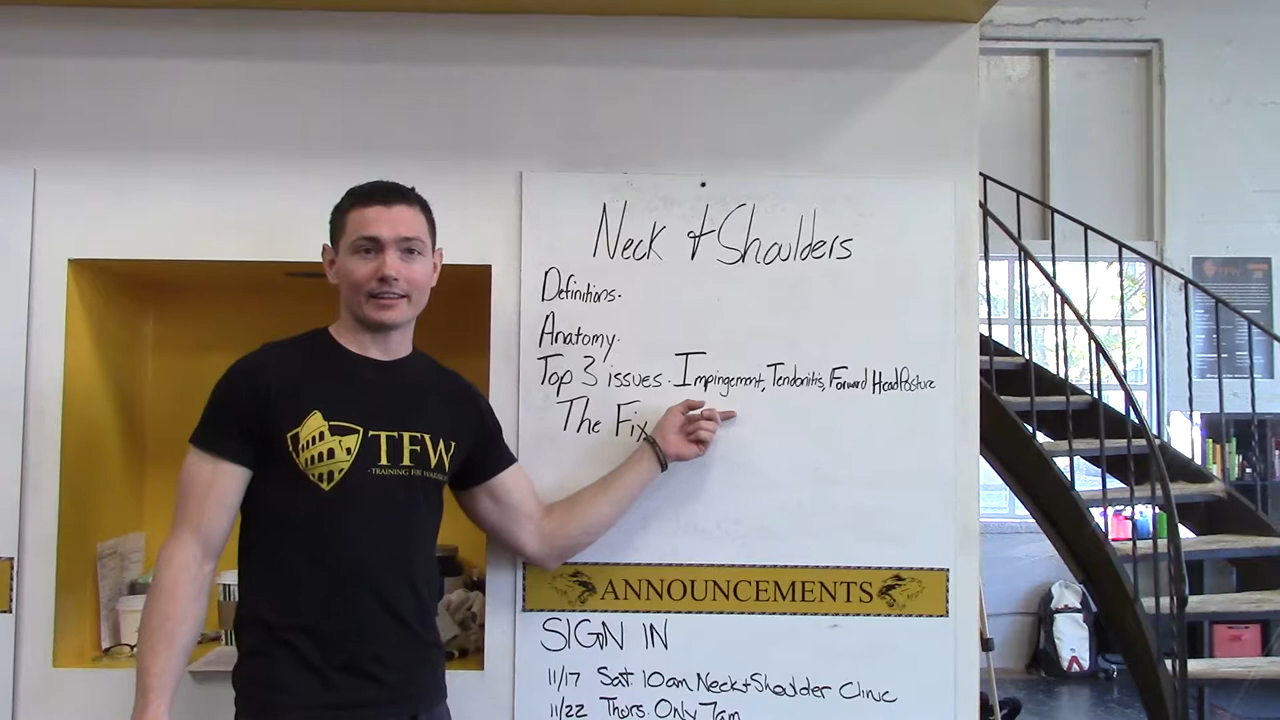 Neck & Shoulders
Definitions.
Anatomy.
Top 3 issues. Impingement, Tendonitis, Forward Head Posture
The Fix
TFW
TRAINING FOR WARRIORS
ANNOUNCEMENTS
SIGN IN
11/17 Sat. 10am Neck + Shoulder Clinic
11/22 Thurs. Only 7am
TFW